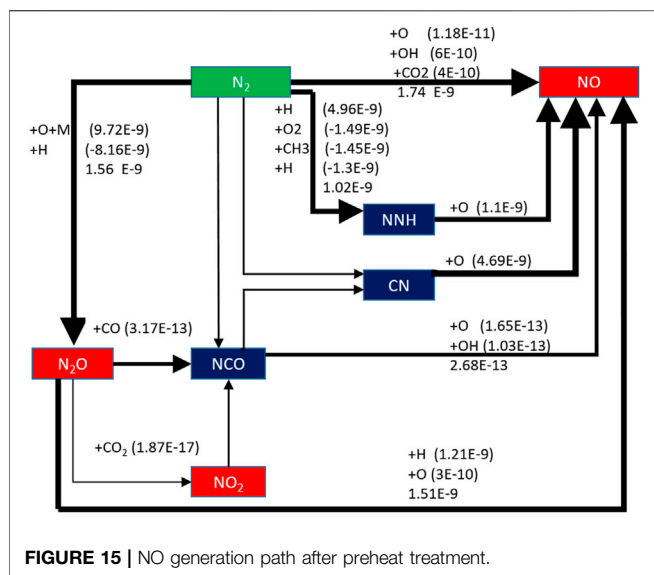 +O (1.18E-11)
+OH (6E-10)
+CO2 (4E-10)
1.74 E-9
N₂
NO
+O+M (9.72E-9)
+H (-8.16E-9)
1.56 E-9
+H (4.96E-9)
+O2 (-1.49E-9)
+CH3 (-1.45E-9)
+H (-1.3E-9)
1.02E-9
NNH
+O (1.1E-9)
CN
+O (4.69E-9)
+CO (3.17E-13)
N₂O
NCO
+O (1.65E-13)
+OH (1.03E-13)
2.68E-13
+CO₂ (1.87E-17)
NO₂
+H (1.21E-9)
+O (3E-10)
1.51E-9
FIGURE 15 | NO generation path after preheat treatment.